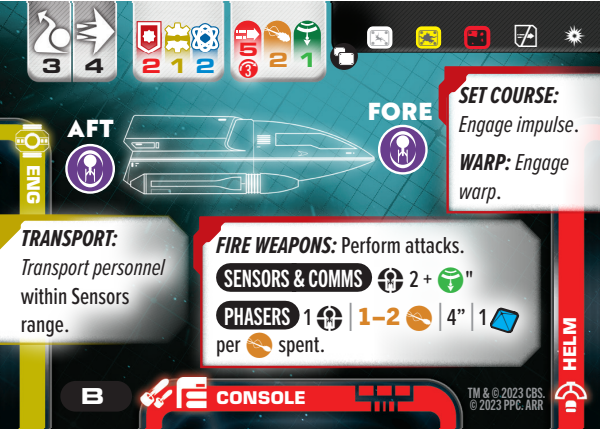 3 4
2 1 2
5 2 1
3
AFT
FORE
ENG
SET COURSE:
Engage impulse.
WARP: Engage
warp.
TRANSPORT:
Transport personnel
within Sensors
range.
FIRE WEAPONS: Perform attacks.
SENSORS & COMMS 2 + "
PHASERS 1 | 1–2 | 4" | 1
per spent.
HELM
B
CONSOLE
TM & © 2023 CBS.
© 2023 PPC. ARR